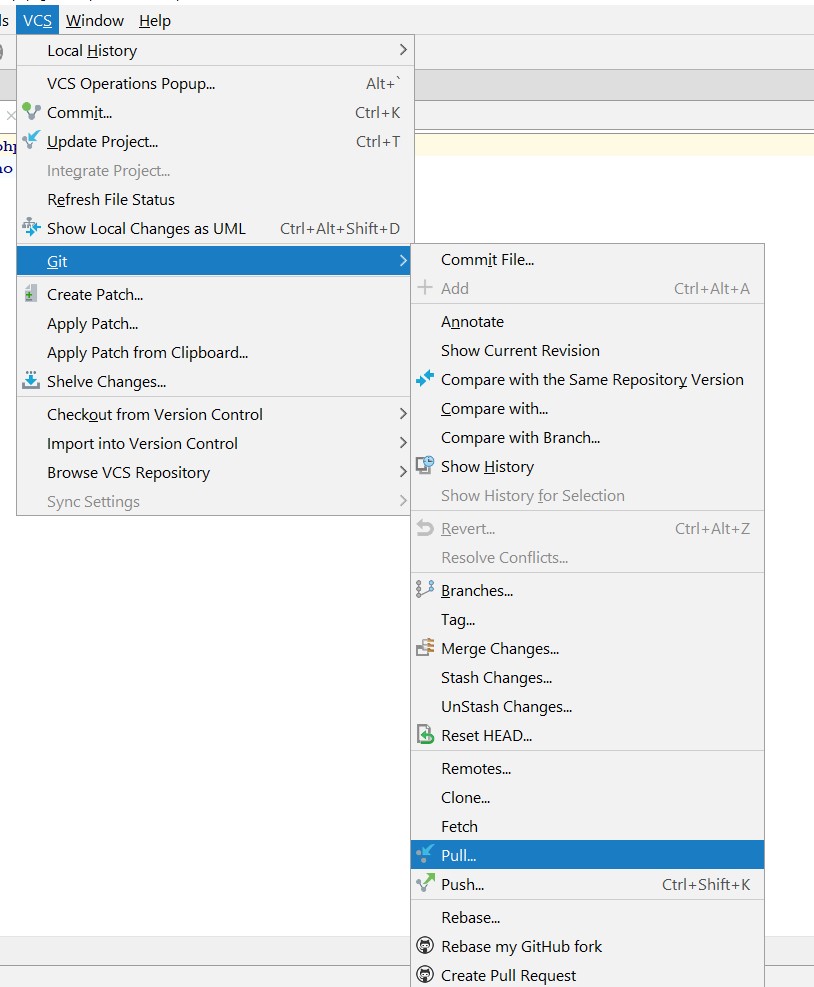 VCS Window Help
Local History
VCS Operations Popup... Alt+`
Commit... Ctrl+K
Update Project... Ctrl+T
Integrate Project...
Refresh File Status
Show Local Changes as UML Ctrl+Alt+Shift+D
Git
Create Patch...
Apply Patch...
Apply Patch from Clipboard...
Shelve Changes...
Checkout from Version Control
Import into Version Control
Browse VCS Repository
Sync Settings
Commit File...
Add Ctrl+Alt+A
Annotate
Show Current Revision
Compare with the Same Repository Version
Compare with...
Compare with Branch...
Show History
Show History for Selection
Revert... Ctrl+Alt+Z
Resolve Conflicts...
Branches...
Tag...
Merge Changes...
Stash Changes...
UnStash Changes...
Reset HEAD...
Remotes...
Clone...
Fetch
Pull...
Push... Ctrl+Shift+K
Rebase...
Rebase my GitHub fork
Create Pull Request